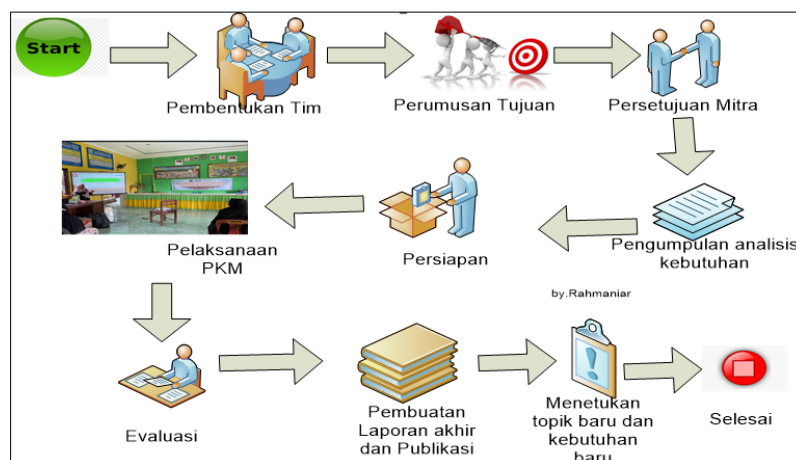 Start
Pembentukan Tim
Perumusan Tujuan
Persetujuan Mitra
Pengumpulan analisis
kebutuhan
Persiapan
Pelaksanaan
PKM
by.Rahmaniar
Evaluasi
Pembuatan
Laporan akhir
dan Publikasi
Menetukan
topik baru dan
kebutuhan
baru
Selesai